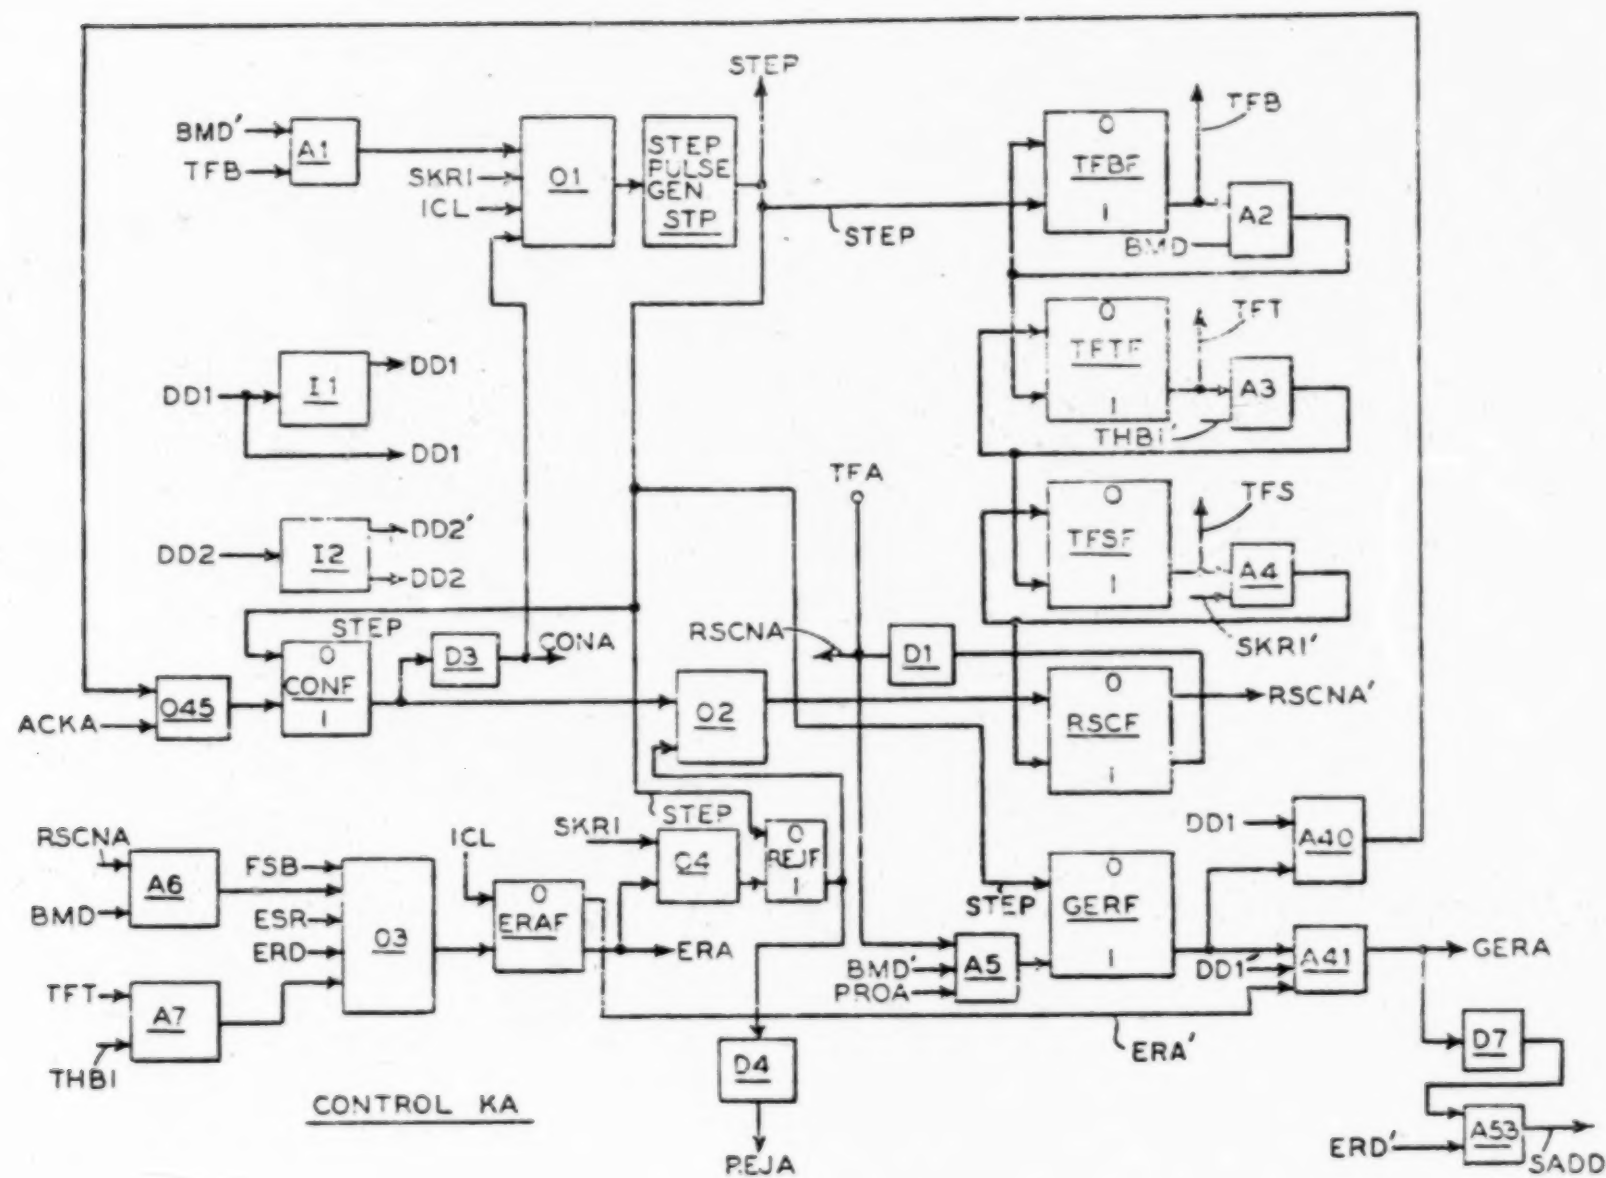 STEP
BMD'
TFB
A1
SKRI
ICL
O1
STEP
PULSE
GEN.
STP
STEP
O
TFBF
I
TFB
A2
BMD
O
TFTF
I
TFT
A3
THBI'
DD1
I1
DD1
DD1
TFA
O
TFSF
I
TFS
A4
SKRI'
DD2
I2
DD2'
DD2
STEP
O
CONF
I
D3
CONA
RSCNA
D1
ACKA
O45
O2
O
RSCF
I
RSCNA'
RSCNA
BMD
A6
FSB
ESR
ERD
O3
TFT
THBI
A7
ICL
O
ERAF
I
SKRI
STEP
O4
O
REJF
I
ERA
STEP
O
GERF
I
BMD'
PROA
A5
DD1
A40
DD1'
A41
GERA
ERA'
D7
D4
REJA
ERD'
A53
SADD
CONTROL KA